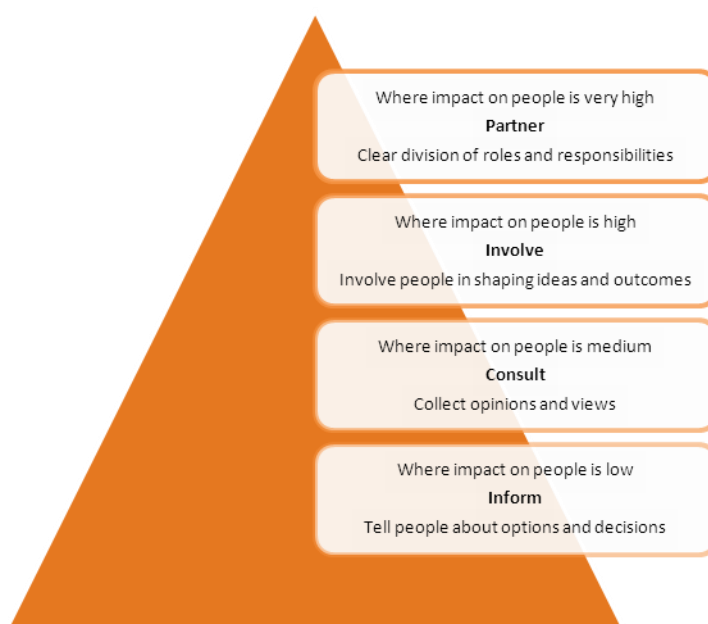 Where impact on people is very high
Partner
Clear division of roles and responsibilities
Where impact on people is high
Involve
Involve people in shaping ideas and outcomes
Where impact on people is medium
Consult
Collect opinions and views
Where impact on people is low
Inform
Tell people about options and decisions